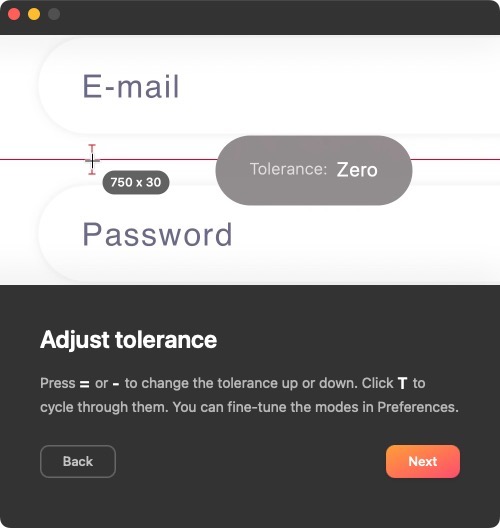 E-mail
Tolerance: Zero
750 x 30
Password
Adjust tolerance
Press = or - to change the tolerance up or down. Click T to
cycle through them. You can fine-tune the modes in Preferences.
Back
Next